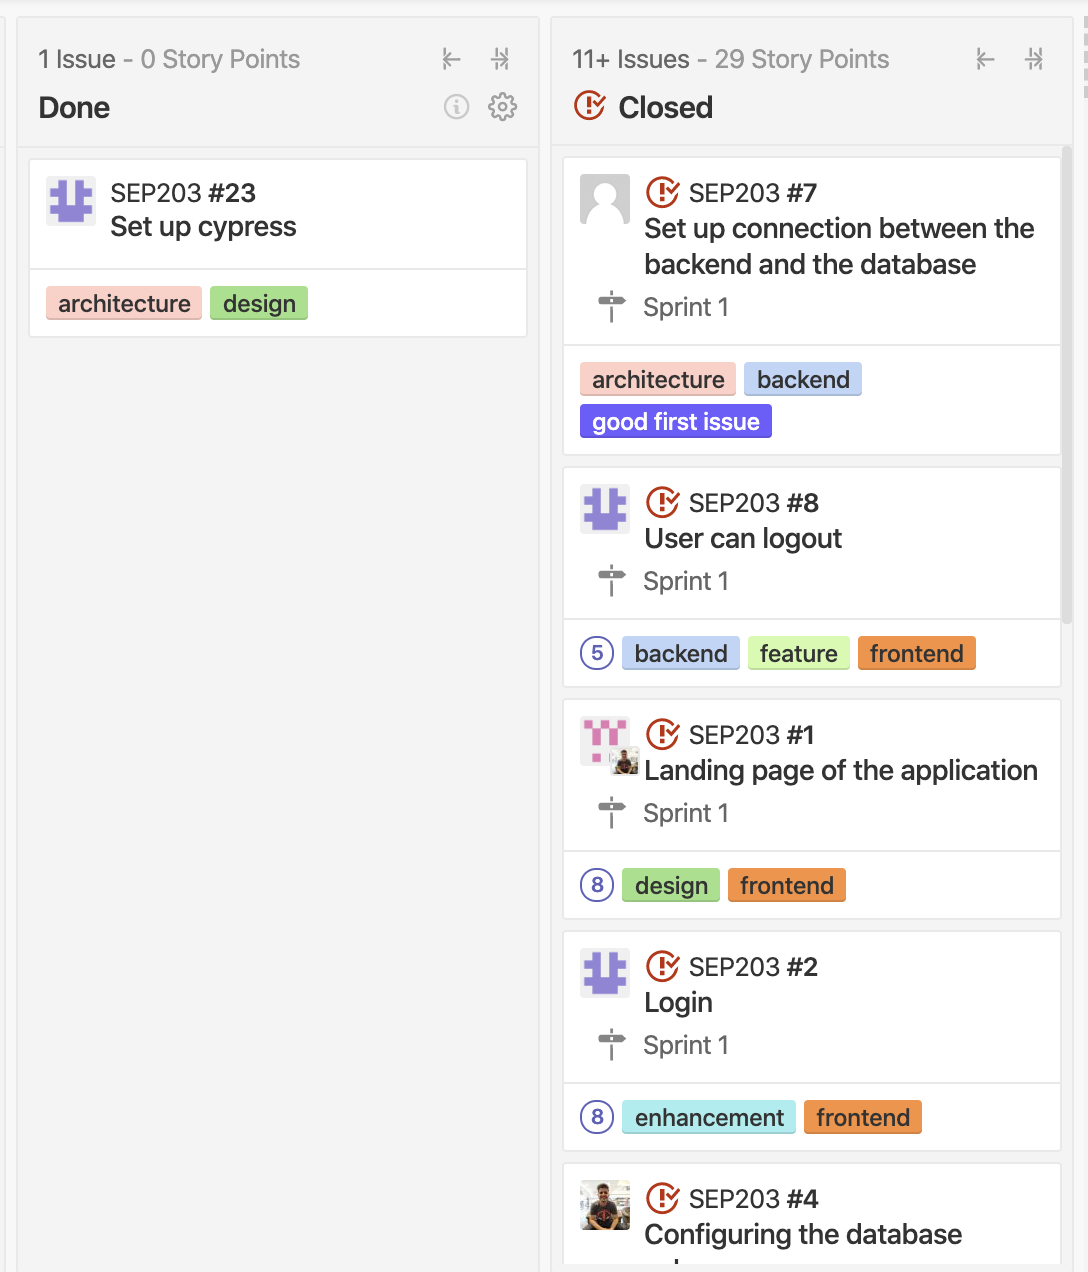 1 Issue - 0 Story Points
Done
SEP203 #23
Set up cypress
architecture design
11+ Issues - 29 Story Points
Closed
SEP203 #7
Set up connection between the
backend and the database
Sprint 1
architecture backend
good first issue
SEP203 #8
User can logout
Sprint 1
5 backend feature frontend
SEP203 #1
Landing page of the application
Sprint 1
8 design frontend
SEP203 #2
Login
Sprint 1
8 enhancement frontend
SEP203 #4
Configuring the database